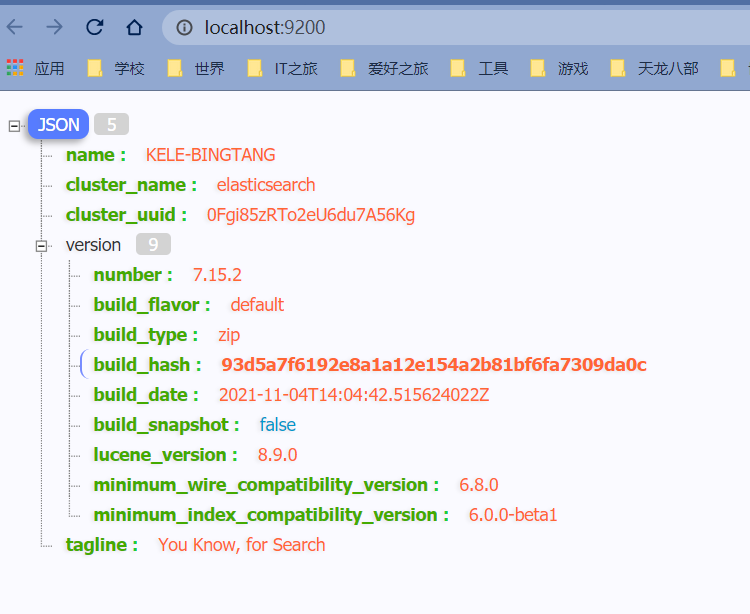 localhost:9200
应用 学校 世界 IT之旅 爱好之旅 工具 游戏 天龙八部
JSON 5
name : KELE-BINGTANG
cluster_name : elasticsearch
cluster_uuid : 0Fgi85zRTo2eU6du7A56Kg
version 9
number : 7.15.2
build_flavor : default
build_type : zip
build_hash : 93d5a7f6192e8a1a12e154a2b81bf6fa7309da0c
build_date : 2021-11-04T14:04:42.515624022Z
build_snapshot : false
lucene_version : 8.9.0
minimum_wire_compatibility_version : 6.8.0
minimum_index_compatibility_version : 6.0.0-beta1
tagline : You Know, for Search